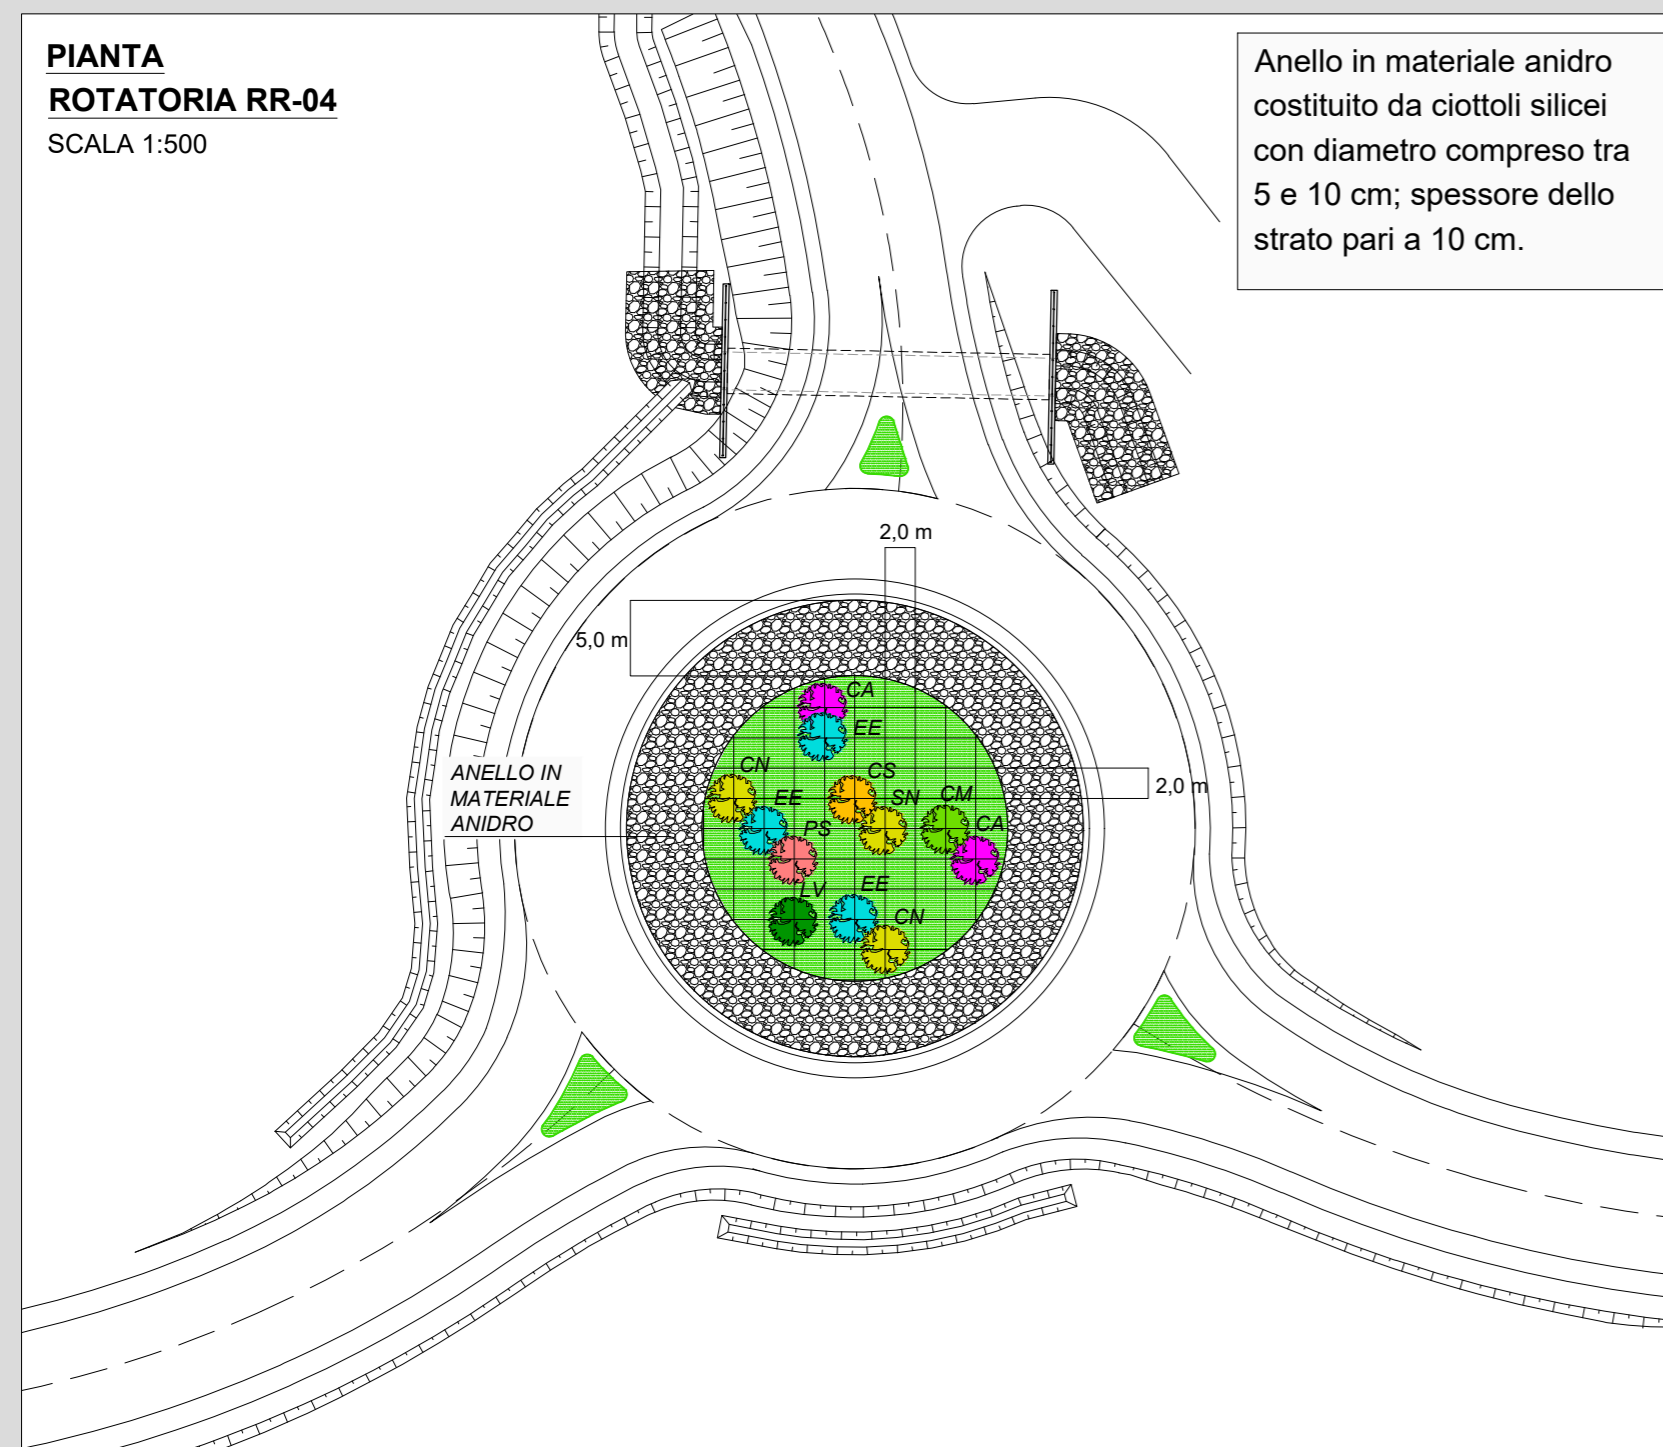 PIANTA
ROTATORIA RR-04
SCALA 1:500
Anello in materiale anidro
costituito da ciottoli silicei
con diametro compreso tra
5 e 10 cm; spessore dello
strato pari a 10 cm.
2,0 m
5,0 m
CA
EE
CN
CS
EE
SN
CM
PS
CA
LV
EE
CN
2,0 m
ANELLO IN
MATERIALE
ANIDRO